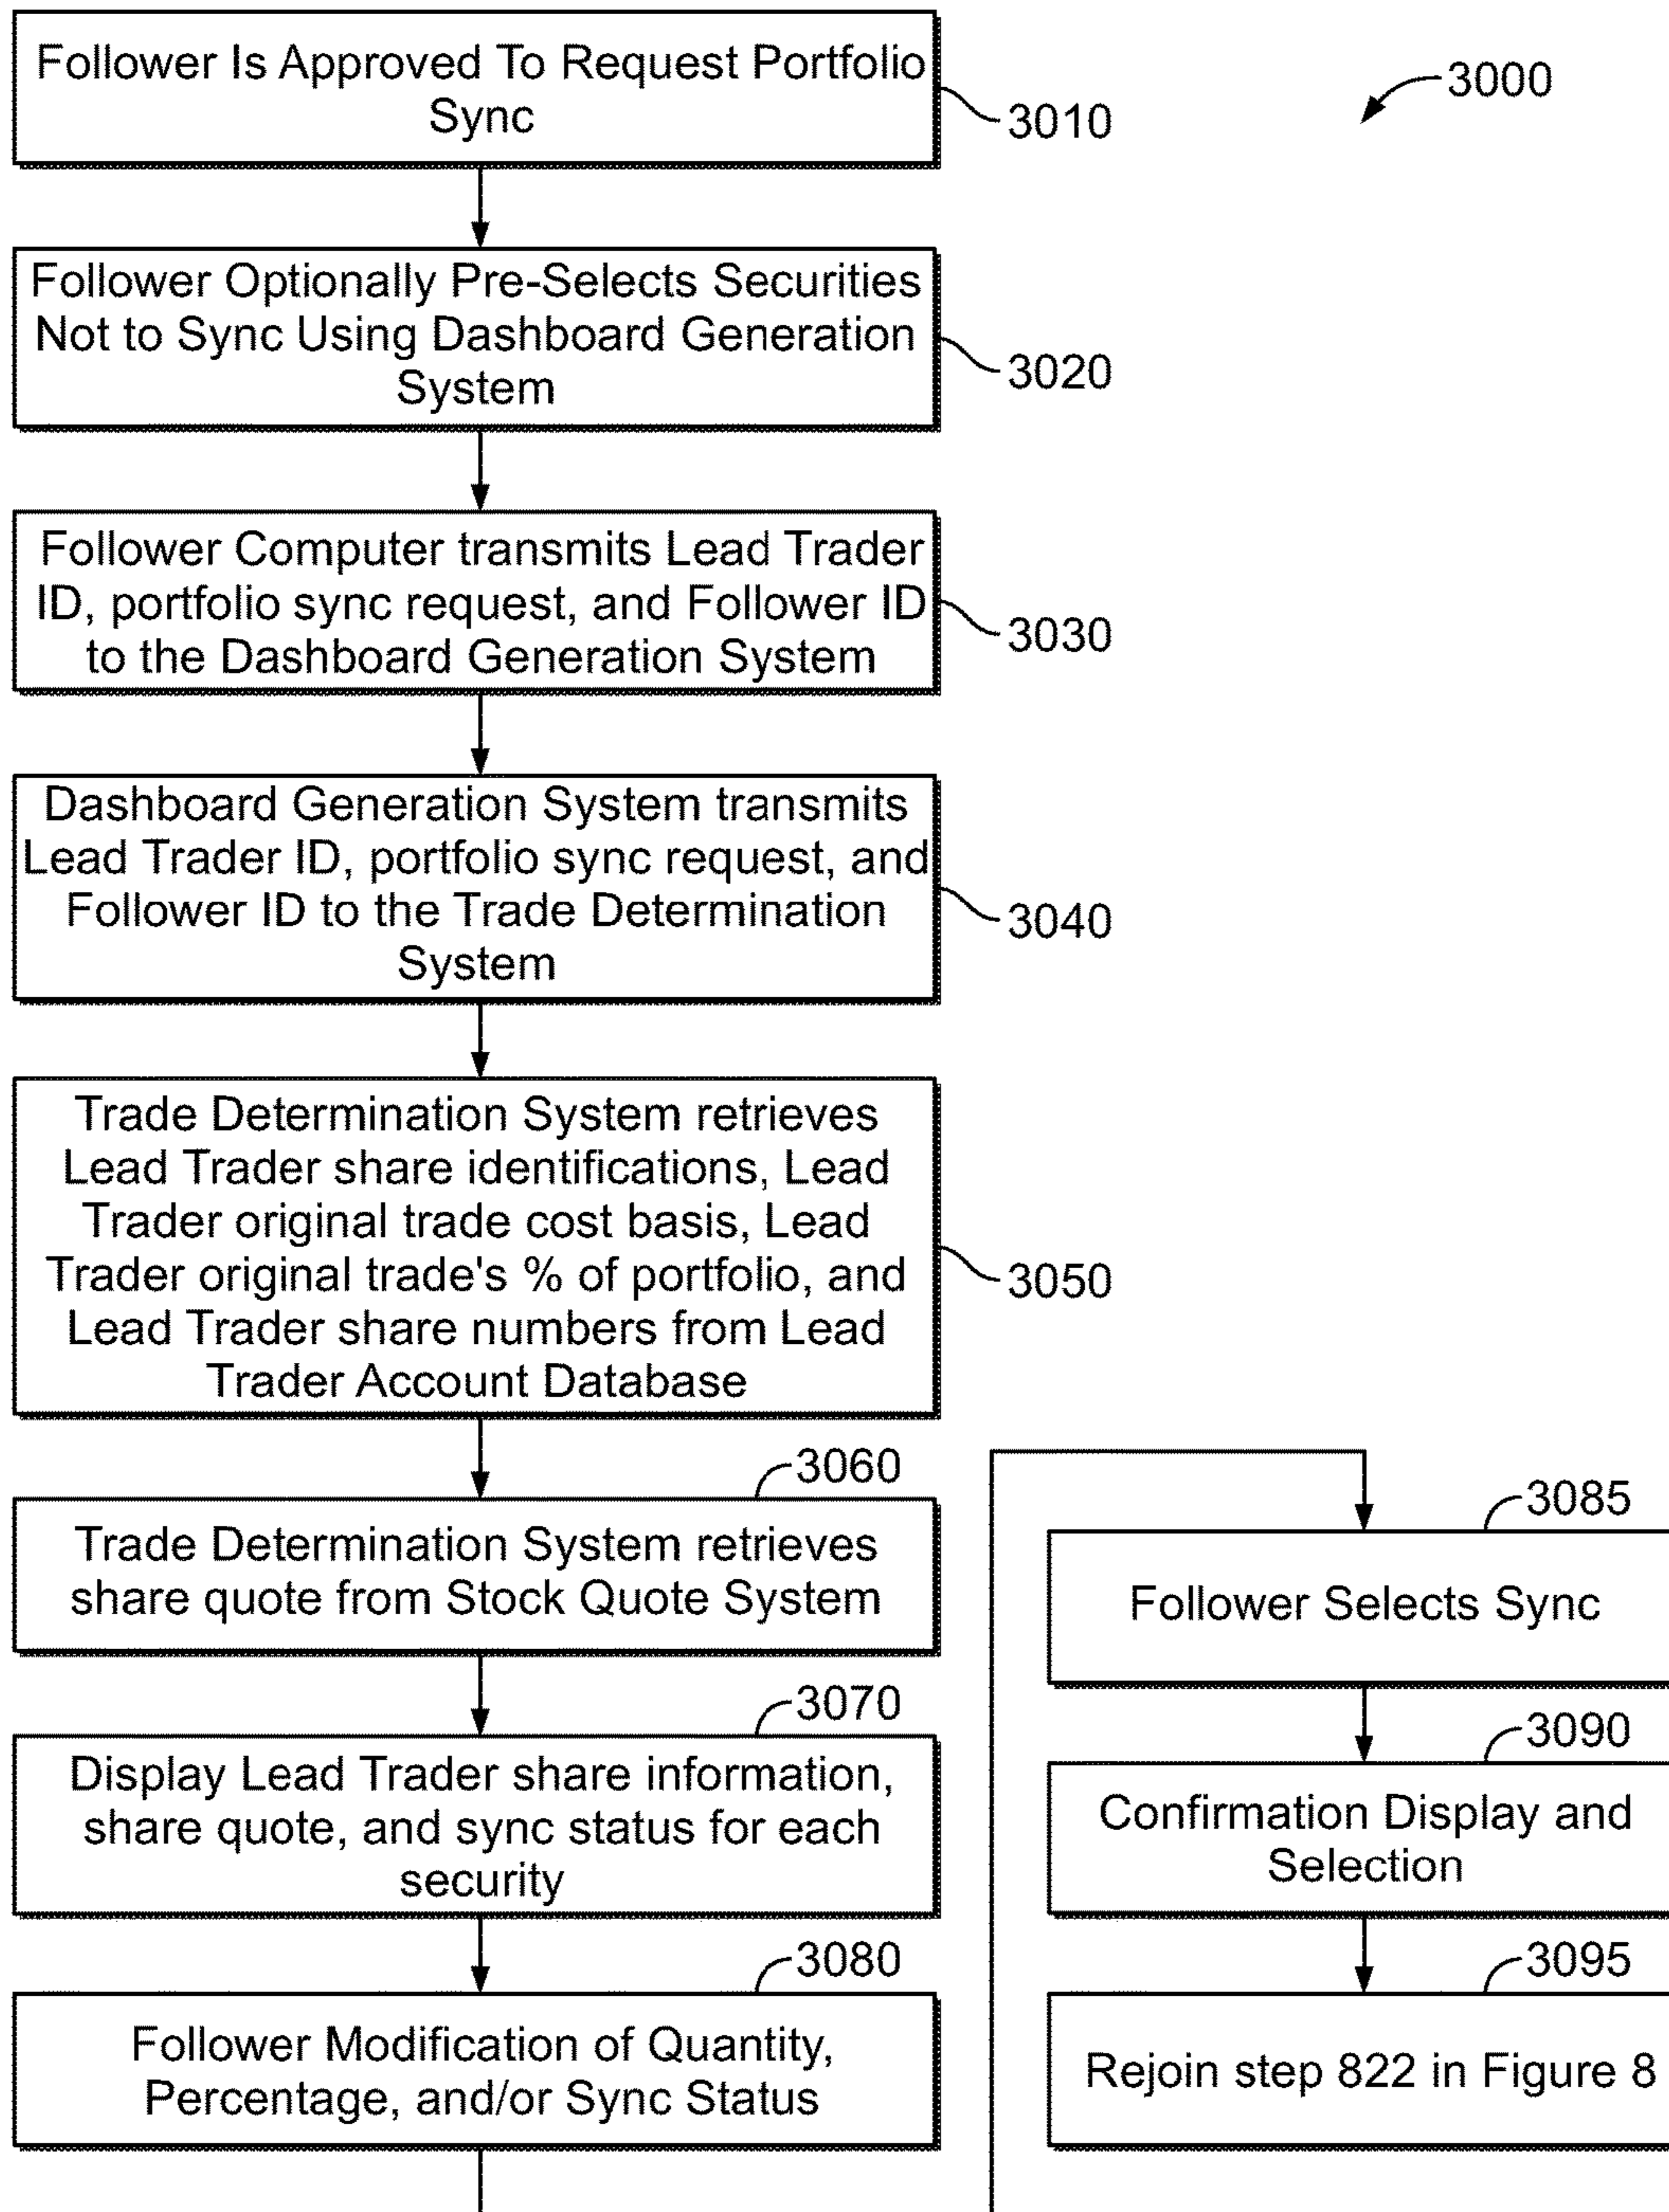 Follower Is Approved To Request Portfolio
Sync
3010
3000
Follower Optionally Pre-Selects Securities
Not to Sync Using Dashboard Generation
System
3020
Follower Computer transmits Lead Trader
ID, portfolio sync request, and Follower ID
to the Dashboard Generation System
3030
Dashboard Generation System transmits
Lead Trader ID, portfolio sync request, and
Follower ID to the Trade Determination
System
3040
Trade Determination System retrieves
Lead Trader share identifications, Lead
Trader original trade cost basis, Lead
Trader original trade's % of portfolio, and
Lead Trader share numbers from Lead
Trader Account Database
3050
3060
Trade Determination System retrieves
share quote from Stock Quote System
3070
Display Lead Trader share information,
share quote, and sync status for each
security
3080
Follower Modification of Quantity,
Percentage, and/or Sync Status
3085
Follower Selects Sync
3090
Confirmation Display and
Selection
3095
Rejoin step 822 in Figure 8